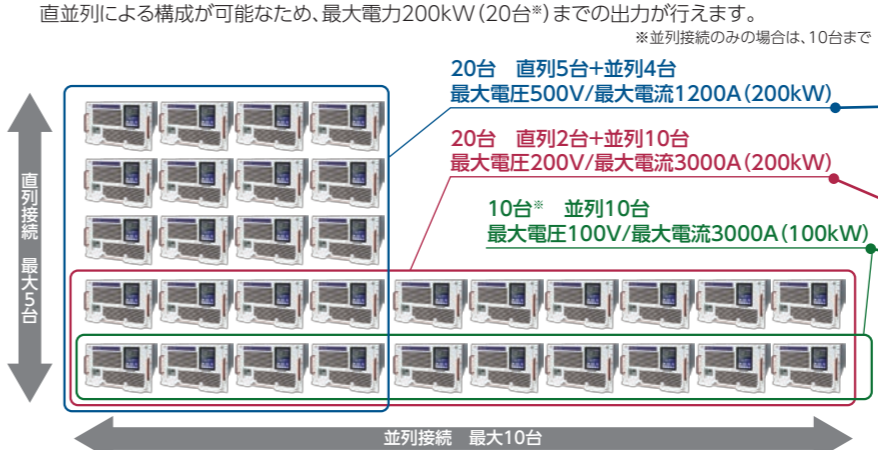 直並列による構成が可能なため、最大電力200kW（20台※）までの出力が行えます。
※並列接続のみの場合は、10台まで
20台　直列5台+並列4台
最大電圧500V/最大電流1200A（200kW）
20台　直列2台+並列10台
最大電圧200V/最大電流3000A（200kW）
10台※　並列10台
最大電圧100V/最大電流3000A（100kW）
直列接続　最大5台
並列接続　最大10台